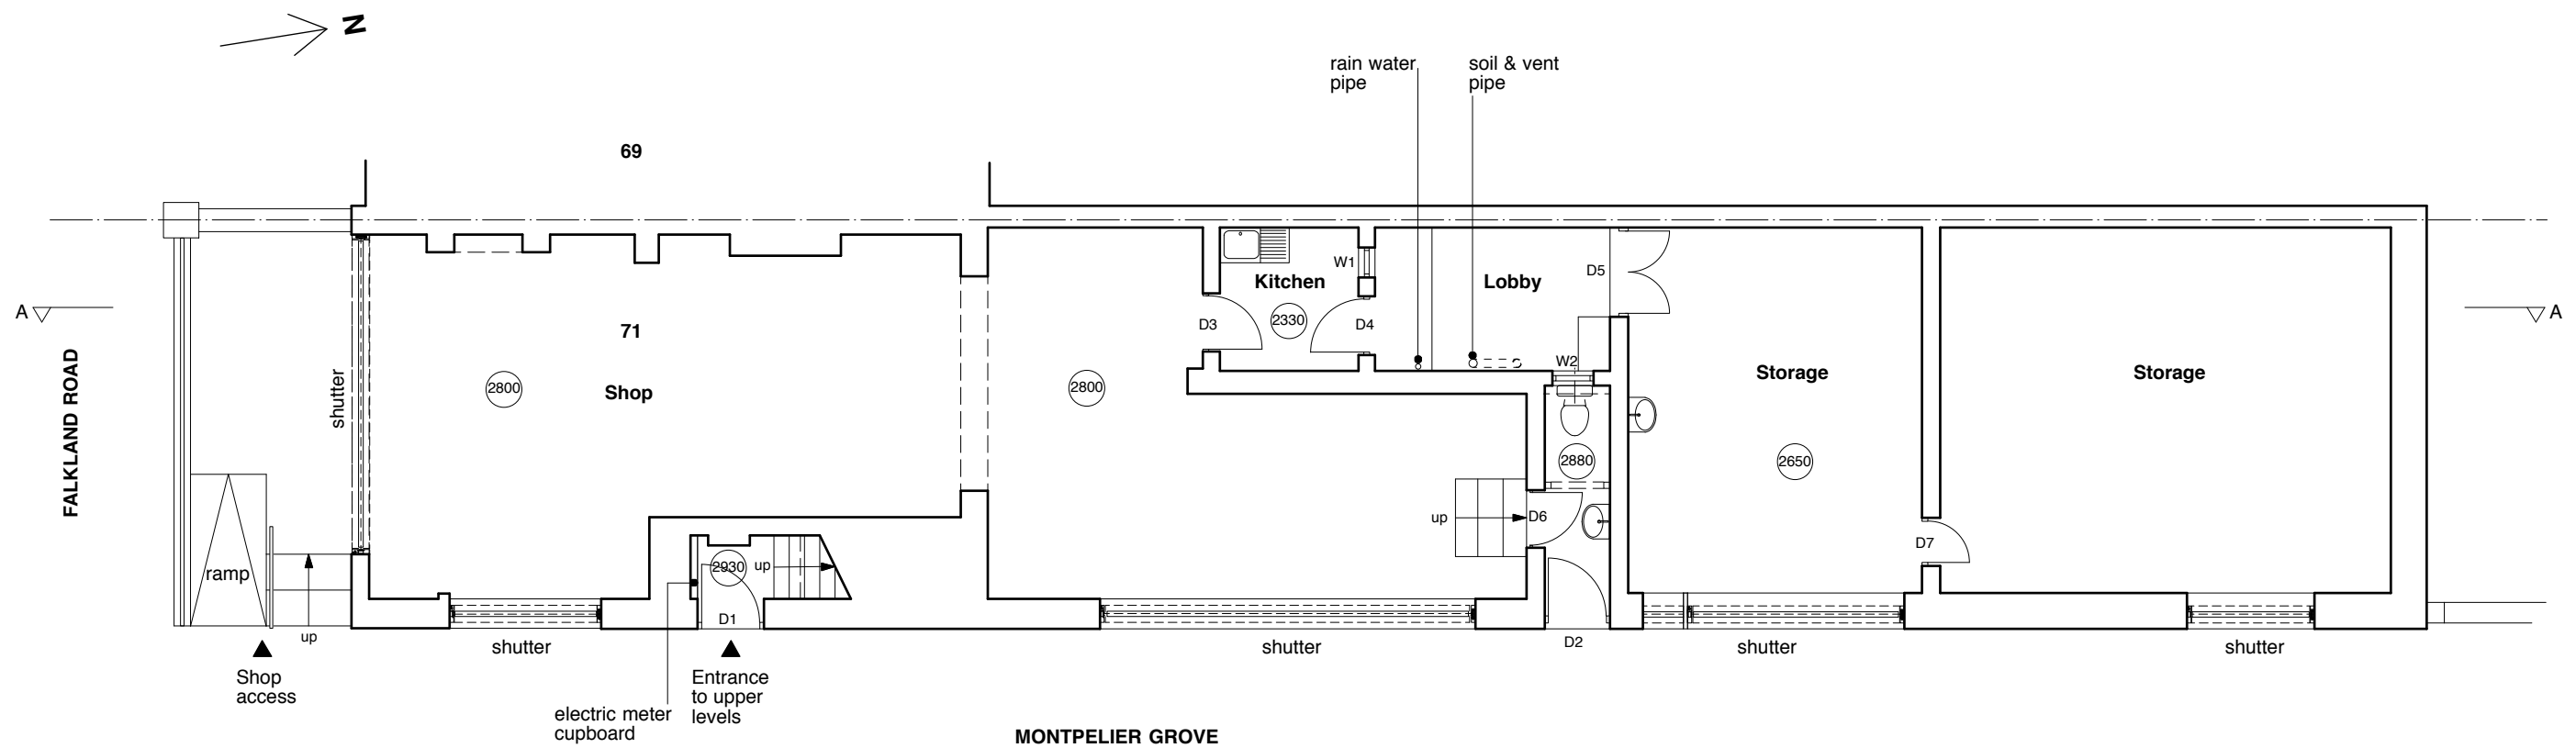 N
rain water
pipe
soil & vent
pipe
69
W1
Kitchen
Lobby
D5
A
A
2330
D3
D4
71
W2
FALKLAND ROAD
shutter
2800
Shop
2800
Storage
Storage
2880
2650
up
D6
D7
ramp
2930
up
D1
up
shutter
shutter
D2
shutter
shutter
Shop
access
Entrance
to upper
levels
electric meter
cupboard
MONTPELIER GROVE